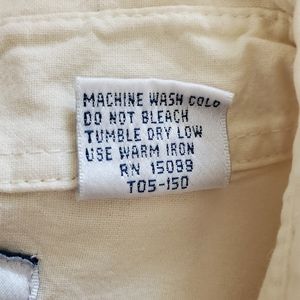 MACHINE WASH COLD
DO NOT BLEACH
TUMBLE DRY LOW
USE WARM IRON
RN 15099
T05-150